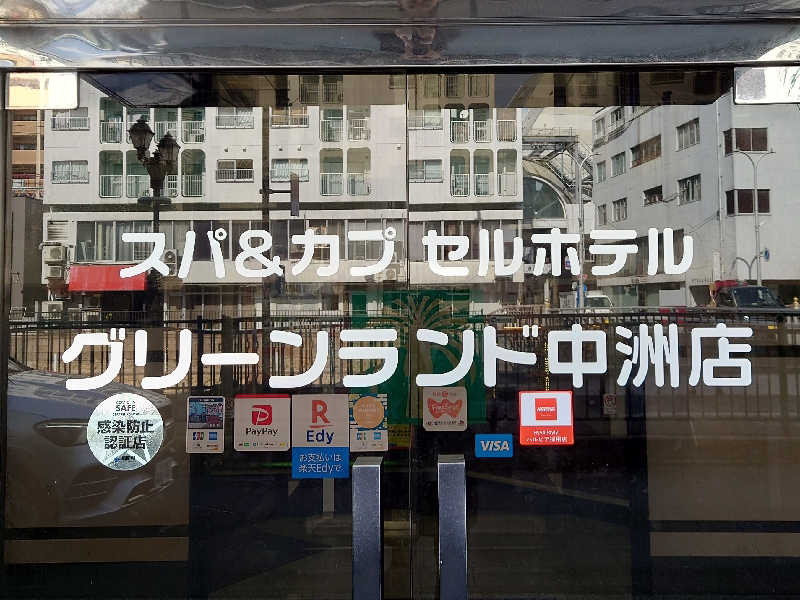 スパ&カプセルホテル
グリーンランド中洲店
SAFE
感染防止
認証店
PayPay
R
Edy
お支払いは
楽天Edyで
VISA